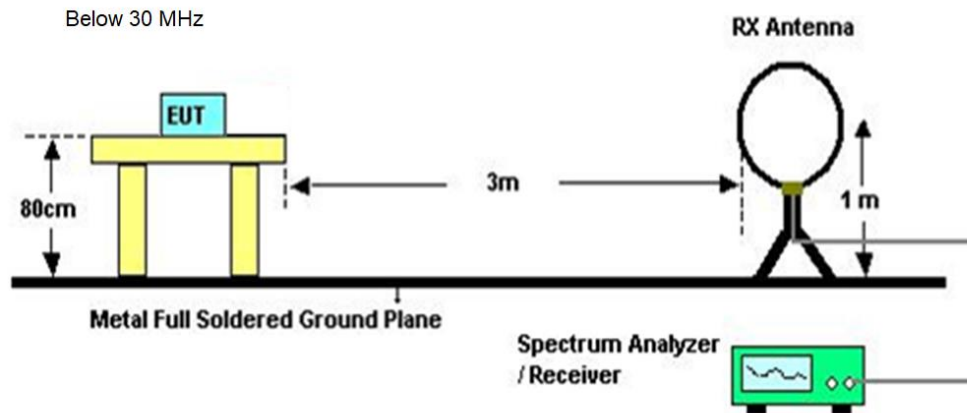 Below 30 MHz
RX Antenna
EUT
80cm
3m
1 m
Metal Full Soldered Ground Plane
Spectrum Analyzer
/ Receiver